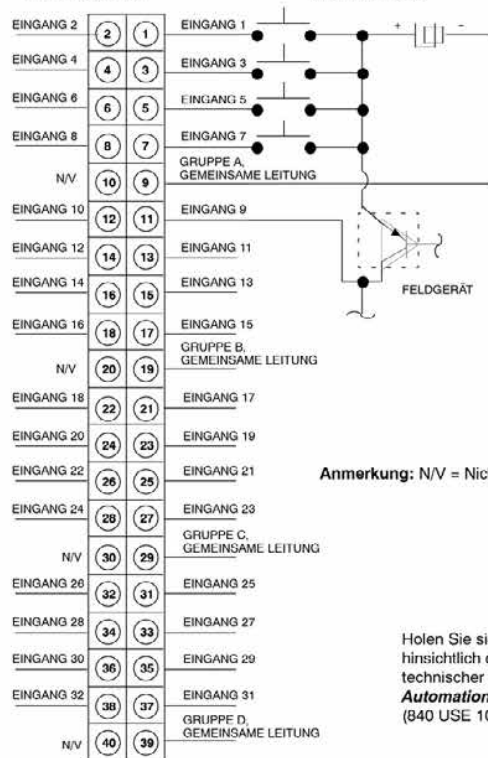 EINGANG 2 2 1 EINGANG 1 + -
EINGANG 4 4 3 EINGANG 3
EINGANG 6 6 5 EINGANG 5
EINGANG 8 8 7 EINGANG 7
N/V 10 9 GRUPPE A,
GEMEINSAME LEITUNG
EINGANG 10 12 11 EINGANG 9
EINGANG 12 14 13 EINGANG 11
EINGANG 14 16 15 EINGANG 13
FELDGERÄT
EINGANG 16 18 17 EINGANG 15
N/V 20 19 GRUPPE B,
GEMEINSAME LEITUNG
EINGANG 18 22 21 EINGANG 17
EINGANG 20 24 23 EINGANG 19
EINGANG 22 26 25 EINGANG 21
Anmerkung: N/V = Nic
EINGANG 24 28 27 EINGANG 23
N/V 30 29 GRUPPE C,
GEMEINSAME LEITUNG
EINGANG 26 32 31 EINGANG 25
EINGANG 28 34 33 EINGANG 27
EINGANG 30 36 35 EINGANG 29
EINGANG 32 38 37 EINGANG 31
N/V 40 39 GRUPPE D,
GEMEINSAME LEITUNG
Holen Sie si
hinsichtlich
technischer
Automation
(840 USE 10